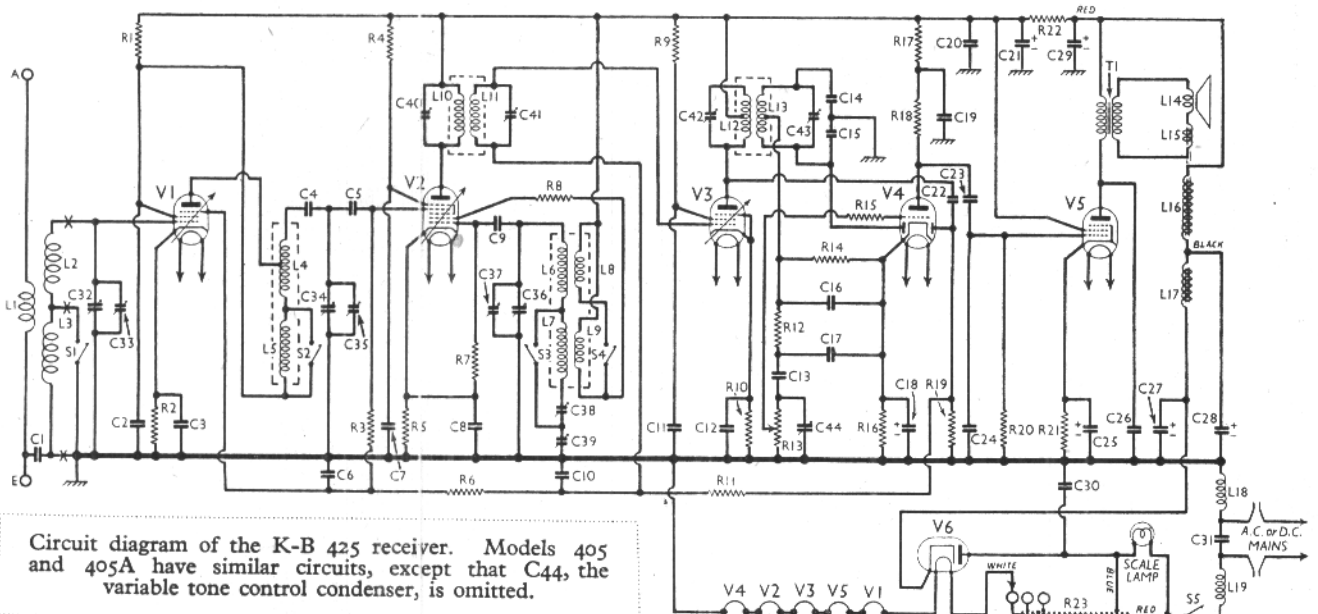 RED
R1
R4
R9
R17
C20
C21
R22
C29
T1
A
L10
L11
C40
C41
C42
L12
L13
C43
C14
C15
R18
C19
L14
L15
V1
V2
V3
V4
V5
C4
C5
R8
C9
R15
C22
C23
L16
BLACK
L17
L1
L2
L3
C32
C33
S1
L4
L5
C34
C35
S2
C37
C36
L6
L7
L8
L9
S3
S4
R14
C16
R12
C17
C13
R7
C38
C39
C2
R2
C3
R3
C7
R5
C8
C11
C12
R10
R13
C44
R16
C18
R19
C24
R20
R21
C25
C26
C27
C28
C1
E
C6
R6
C10
R11
C30
L18
A.C. or D.C.
MAINS
C31
L19
V6
SCALE
LAMP
WHITE
BLUE
RED
R23
S5
V4 V2 V3 V5 V1
Circuit diagram of the K-B 425 receiver. Models 405
and 405A have similar circuits, except that C44, the
variable tone control condenser, is omitted.